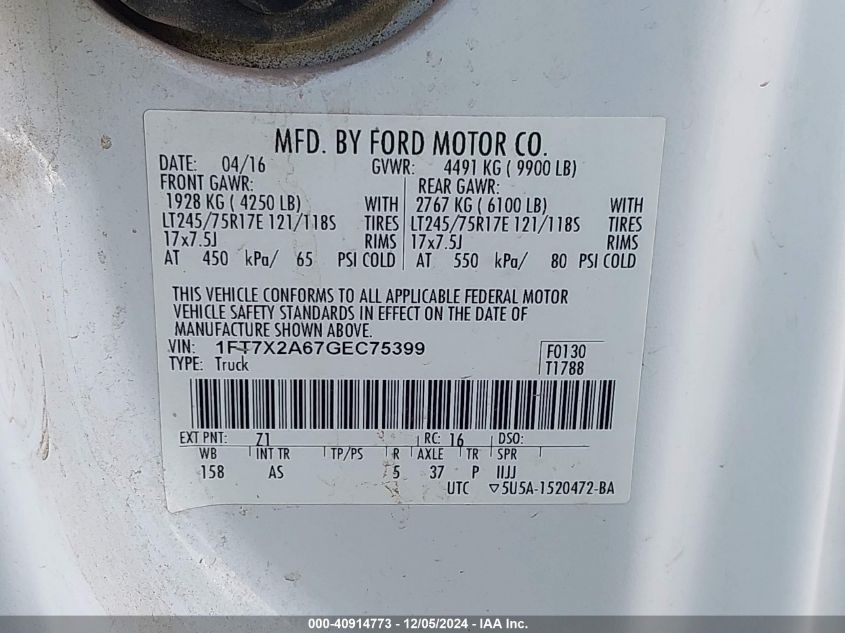 MFD. BY FORD MOTOR CO.
DATE: 04/16 GVWR: 4491 KG ( 9900 LB)
FRONT GAWR: REAR GAWR:
1928 KG ( 4250 LB) WITH 2767 KG ( 6100 LB) WITH
LT245/75R17E 121/118S TIRES LT245/75R17E 121/118S TIRES
17x7.5J RIMS 17x7.5J RIMS
AT 450 kPa/ 65 PSI COLD AT 550 kPa/ 80 PSI COLD
THIS VEHICLE CONFORMS TO ALL APPLICABLE FEDERAL MOTOR
VEHICLE SAFETY STANDARDS IN EFFECT ON THE DATE OF
MANUFACTURE SHOWN ABOVE.
VIN: 1FT7X2A67GEC75399 F0130
TYPE: Truck T1788
EXT PNT: Z1 RC: 16 DSO:
WB INT TR TP/PS R AXLE TR SPR
158 AS 5 37 P IIJJ
UTC ▽5U5A-1520472-BA
000-40914773 - 12/05/2024 - IAA Inc.